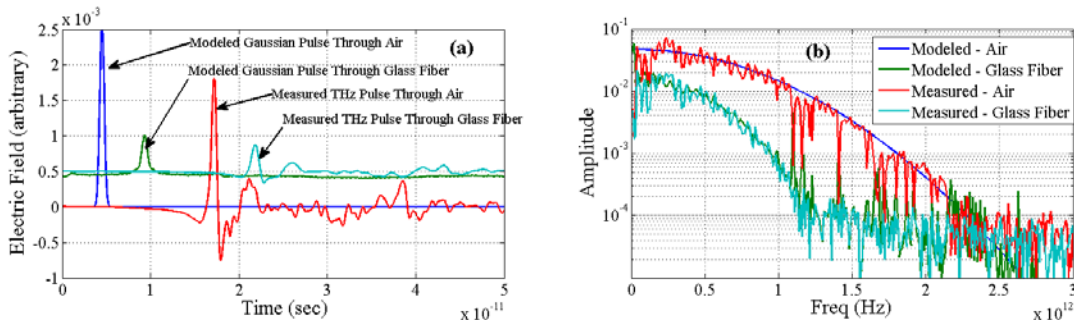 x 10⁻³
2.5
2
1.5
1
0.5
0
-0.5
-1
Electric Field (arbitrary)
(a)
Modeled Gaussian Pulse Through Air
Modeled Gaussian Pulse Through Glass Fiber
Measured THz Pulse Through Air
Measured THz Pulse Through Glass Fiber
0 1 2 3 4 5
Time (sec)
x 10⁻¹¹
10⁻¹
10⁻²
10⁻³
10⁻⁴
Amplitude
(b)
Modeled - Air
Modeled - Glass Fiber
Measured - Air
Measured - Glass Fiber
0 0.5 1 1.5 2 2.5 3
Freq (Hz)
x 10¹²